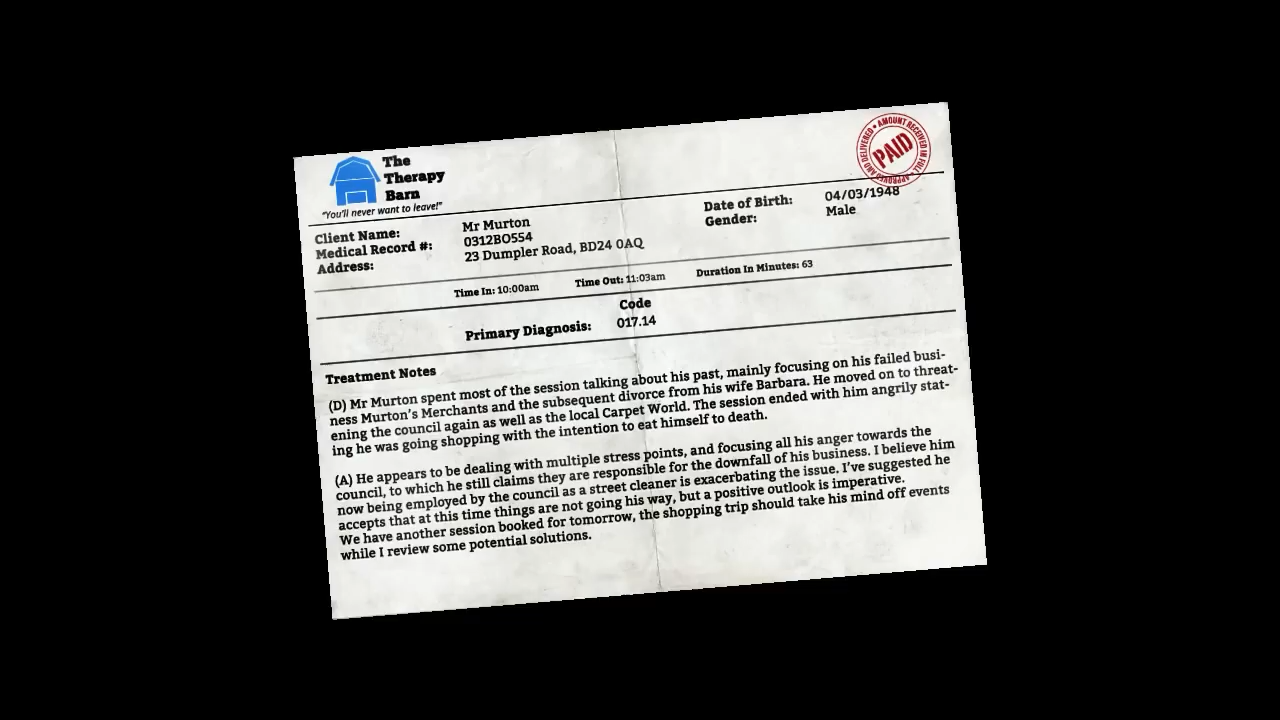 The
Therapy
Barn
"You'll never want to leave!"
AMOUNT RECEIVED IN FULL • APPROVED AND DELIVERED •
PAID
Client Name: Mr Murton
Medical Record #: 0312BO554
Address: 23 Dumpler Road, BD24 0AQ
Date of Birth: 04/03/1948
Gender: Male
Time In: 10:00am Time Out: 11:03am Duration In Minutes: 63
Code
Primary Diagnosis: 017.14
Treatment Notes
(D) Mr Murton spent most of the session talking about his past, mainly focusing on his failed busi-
ness Murton's Merchants and the subsequent divorce from his wife Barbara. He moved on to threat-
ening the council again as well as the local Carpet World. The session ended with him angrily stat-
ing he was going shopping with the intention to eat himself to death.
(A) He appears to be dealing with multiple stress points, and focusing all his anger towards the
council, to which he still claims they are responsible for the downfall of his business. I believe him
now being employed by the council as a street cleaner is exacerbating the issue. I've suggested he
accepts that at this time things are not going his way, but a positive outlook is imperative.
We have another session booked for tomorrow, the shopping trip should take his mind off events
while I review some potential solutions.